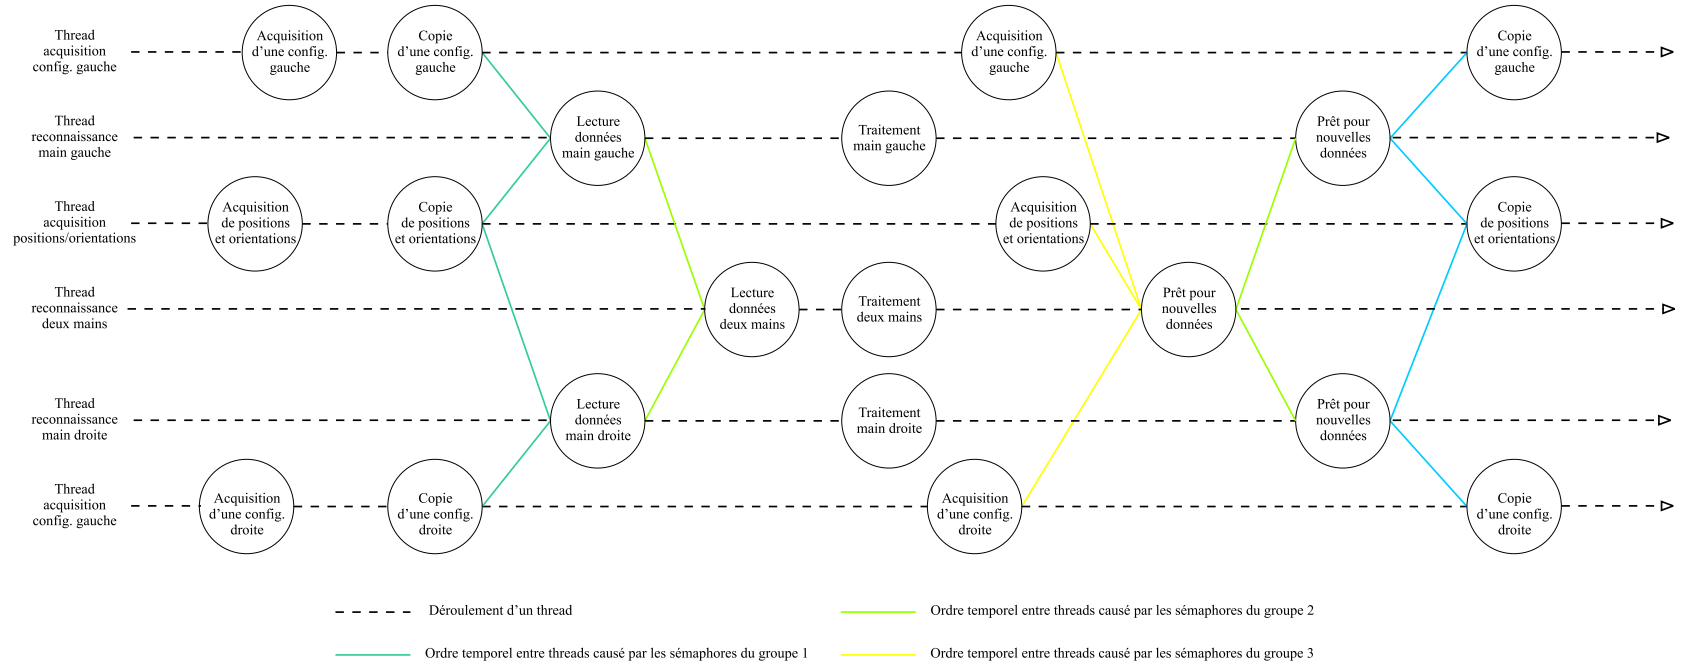 Thread
acquisition
config. gauche
Acquisition
d'une config.
gauche
Copie
d'une config.
gauche
Acquisition
d'une config.
gauche
Copie
d'une config.
gauche
Thread
reconnaissance
main gauche
Lecture
données
main gauche
Traitement
main gauche
Prêt pour
nouvelles
données
Thread
acquisition
positions/orientations
Acquisition
de positions
et orientations
Copie
de positions
et orientations
Acquisition
de positions
et orientations
Copie
de positions
et orientations
Thread
reconnaissance
deux mains
Lecture
données
deux mains
Traitement
deux mains
Prêt pour
nouvelles
données
Thread
reconnaissance
main droite
Lecture
données
main droite
Traitement
main droite
Prêt pour
nouvelles
données
Thread
acquisition
config. gauche
Acquisition
d'une config.
droite
Copie
d'une config.
droite
Acquisition
d'une config.
droite
Copie
d'une config.
droite
Déroulement d'un thread
Ordre temporel entre threads causé par les sémaphores du groupe 2
Ordre temporel entre threads causé par les sémaphores du groupe 1
Ordre temporel entre threads causé par les sémaphores du groupe 3